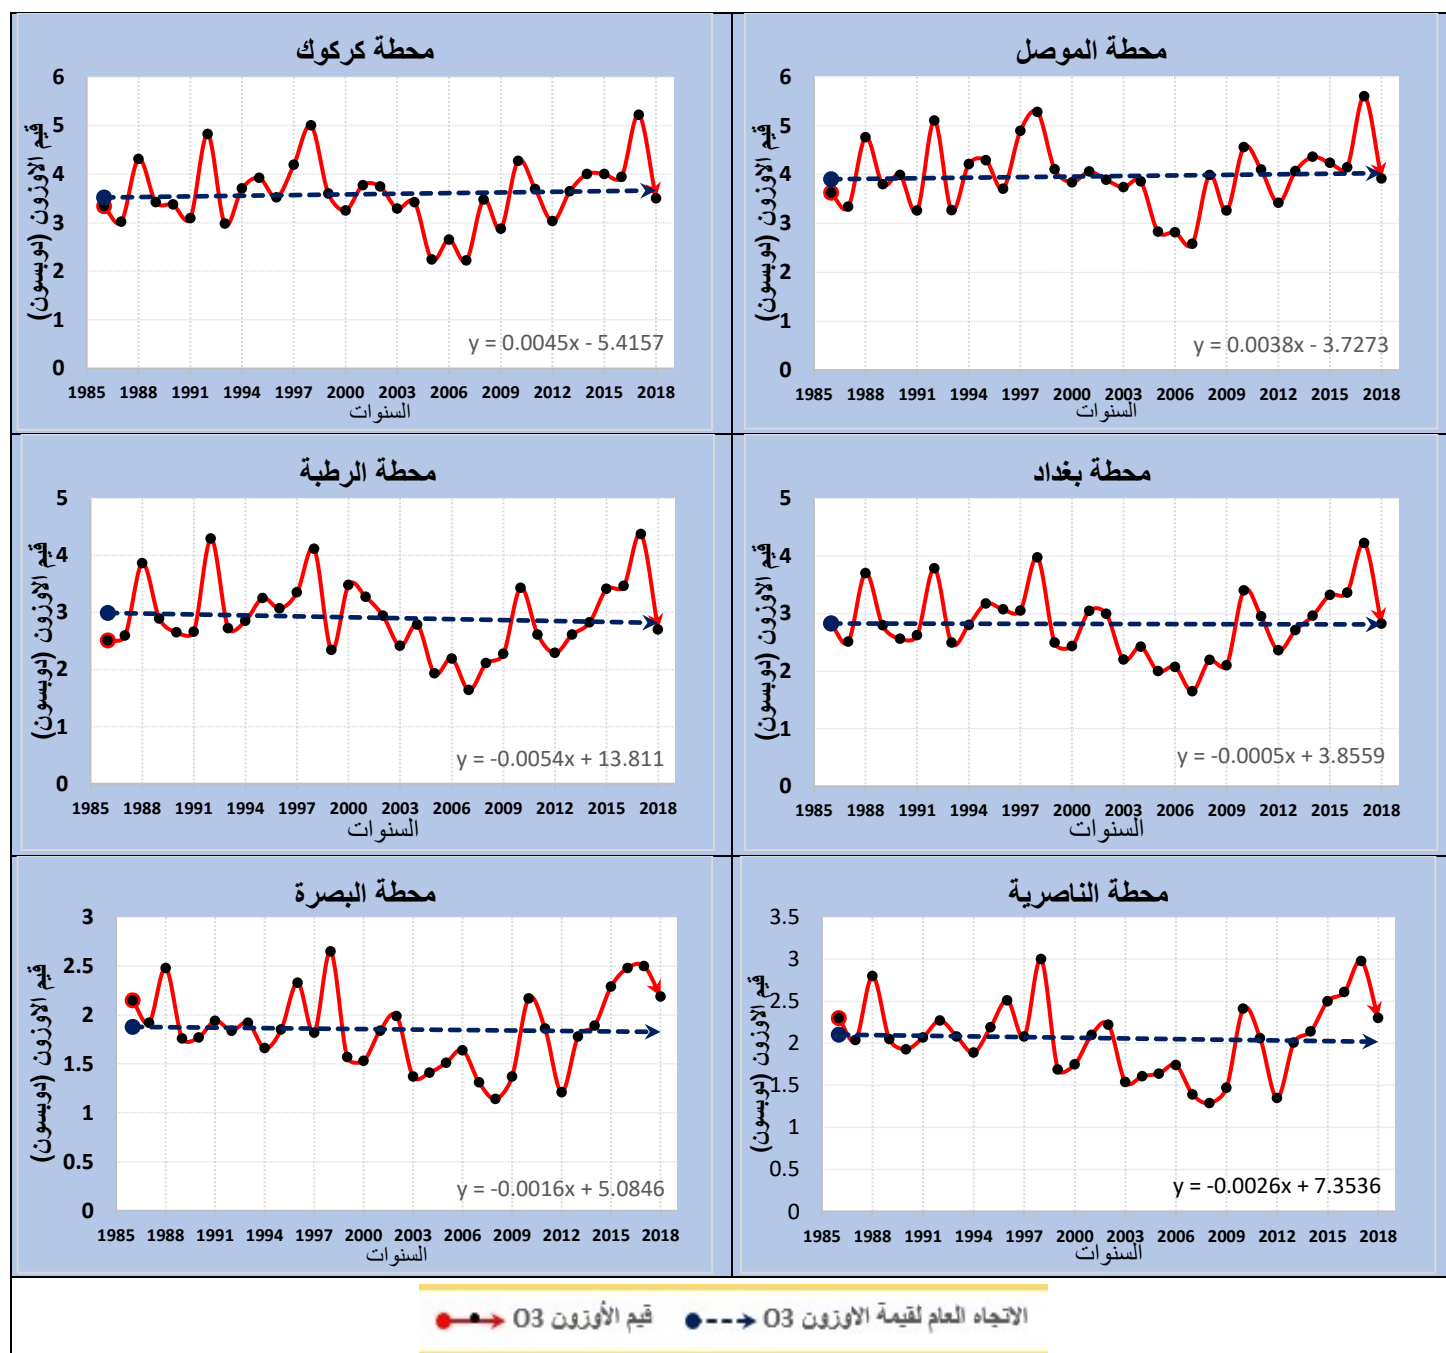 محطة الموصل
قيم الاوزون (دوبسون)
6
5
4
3
2
1
0
y = 0.0038x - 3.7273
1985 1988 1991 1994 1997 2000 2003 2006 2009 2012 2015 2018
السنوات
محطة كركوك
قيم الاوزون (دوبسون)
6
5
4
3
2
1
0
y = 0.0045x - 5.4157
1985 1988 1991 1994 1997 2000 2003 2006 2009 2012 2015 2018
السنوات
محطة بغداد
قيم الاوزون (دوبسون)
5
4
3
2
1
0
y = -0.0005x + 3.8559
1985 1988 1991 1994 1997 2000 2003 2006 2009 2012 2015 2018
السنوات
محطة الرطبة
قيم الاوزون (دوبسون)
5
4
3
2
1
0
y = -0.0054x + 13.811
1985 1988 1991 1994 1997 2000 2003 2006 2009 2012 2015 2018
السنوات
محطة الناصرية
قيم الاوزون (دوبسون)
3.5
3
2.5
2
1.5
1
0.5
0
y = -0.0026x + 7.3536
1985 1988 1991 1994 1997 2000 2003 2006 2009 2012 2015 2018
السنوات
محطة البصرة
قيم الاوزون (دوبسون)
3
2.5
2
1.5
1
0.5
0
y = -0.0016x + 5.0846
1985 1988 1991 1994 1997 2000 2003 2006 2009 2012 2015 2018
السنوات
الاتجاه العام لقيمة الاوزون O3
قيم الأوزون O3